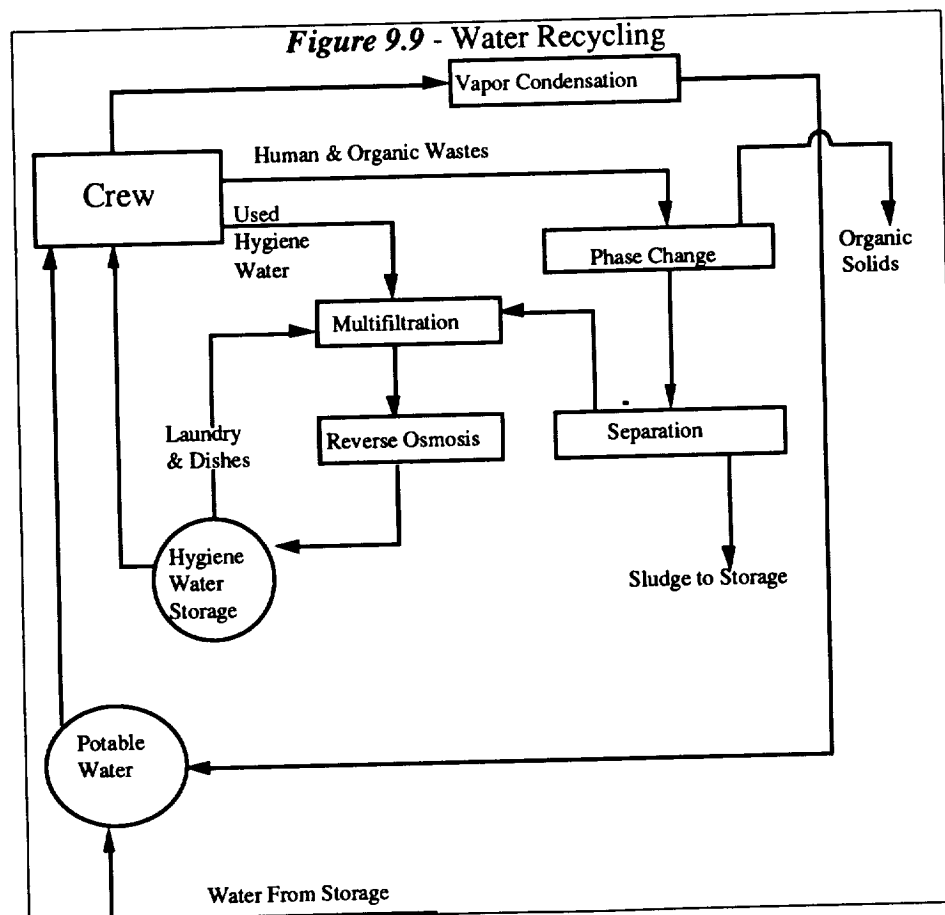 Figure 9.9 - Water Recycling
Vapor Condensation
Human & Organic Wastes
Crew
Used
Hygiene
Water
Phase Change
Organic
Solids
Multifiltration
Laundry
& Dishes
Reverse Osmosis
Separation
Hygiene
Water
Storage
Sludge to Storage
Potable
Water
Water From Storage